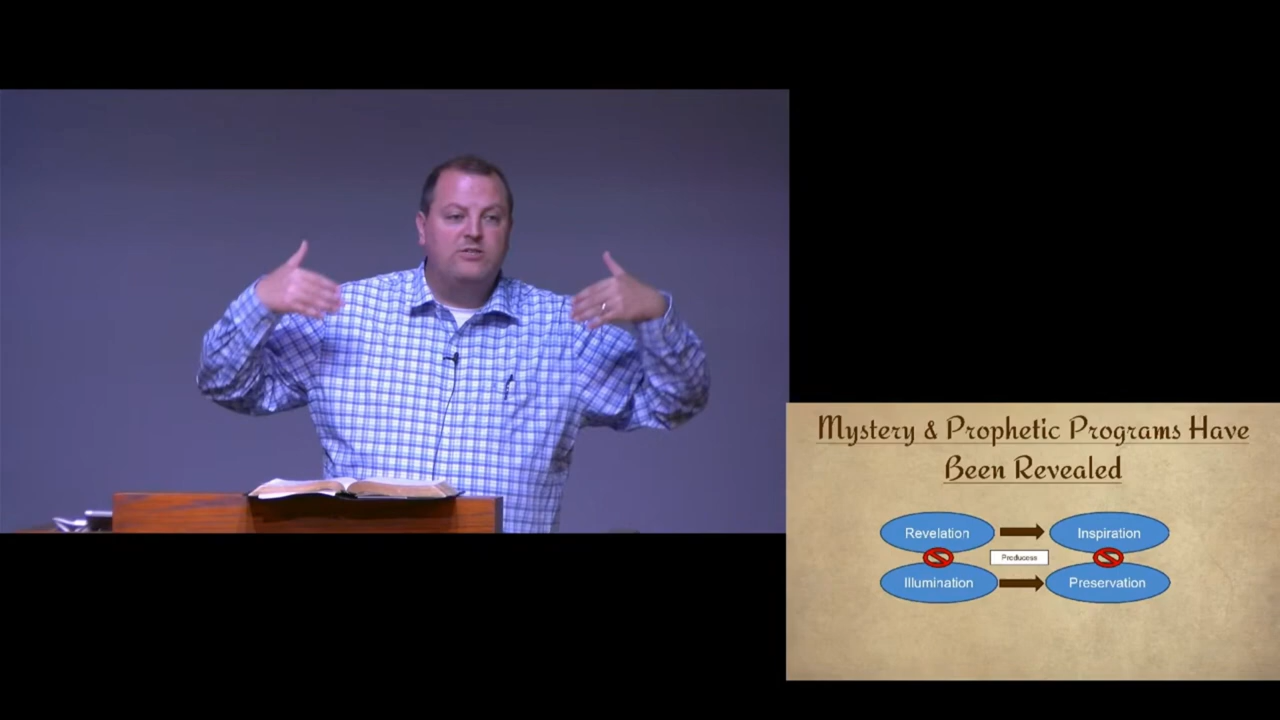 Mystery & Prophetic Programs Have
Been Revealed
Revelation
Inspiration
Produces
Illumination
Preservation